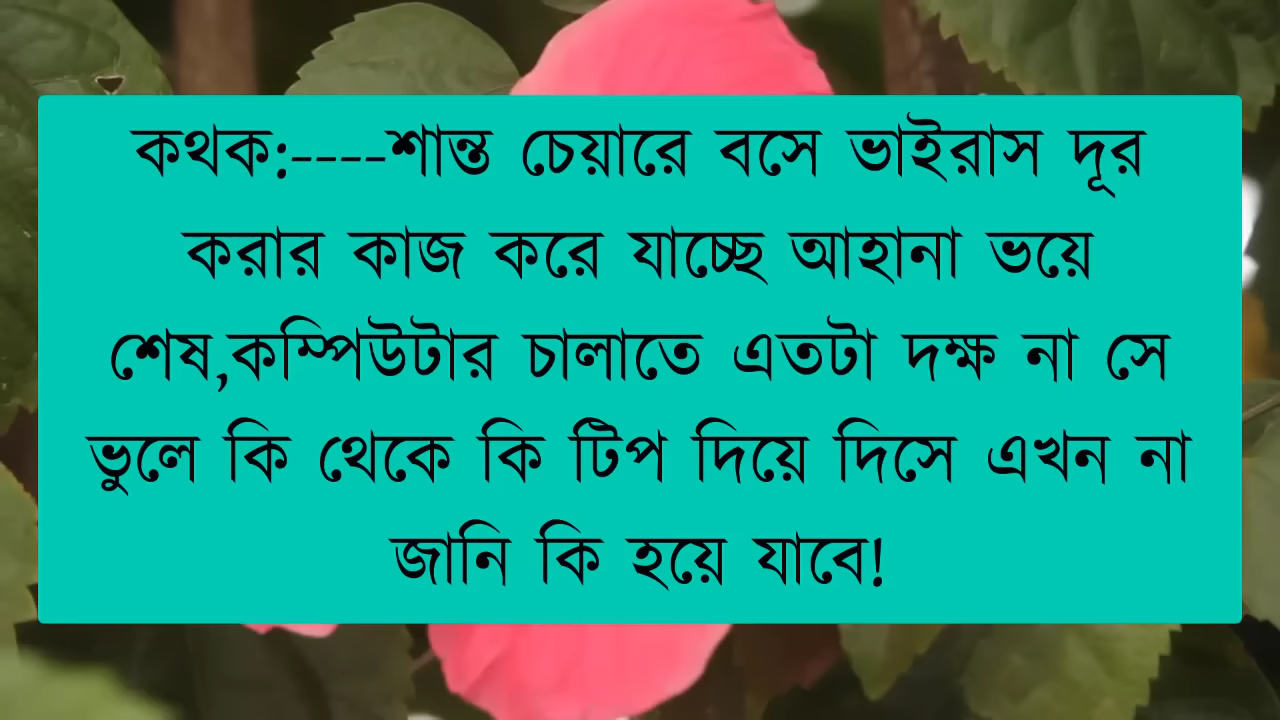 কথক:----শান্ত চেয়ারে বসে ভাইরাস দূর
করার কাজ করে যাচ্ছে আহানা ভয়ে
শেষ,কম্পিউটার চালাতে এতটা দক্ষ না সে
ভুলে কি থেকে কি টিপ দিয়ে দিসে এখন না
জানি কি হয়ে যাবে!